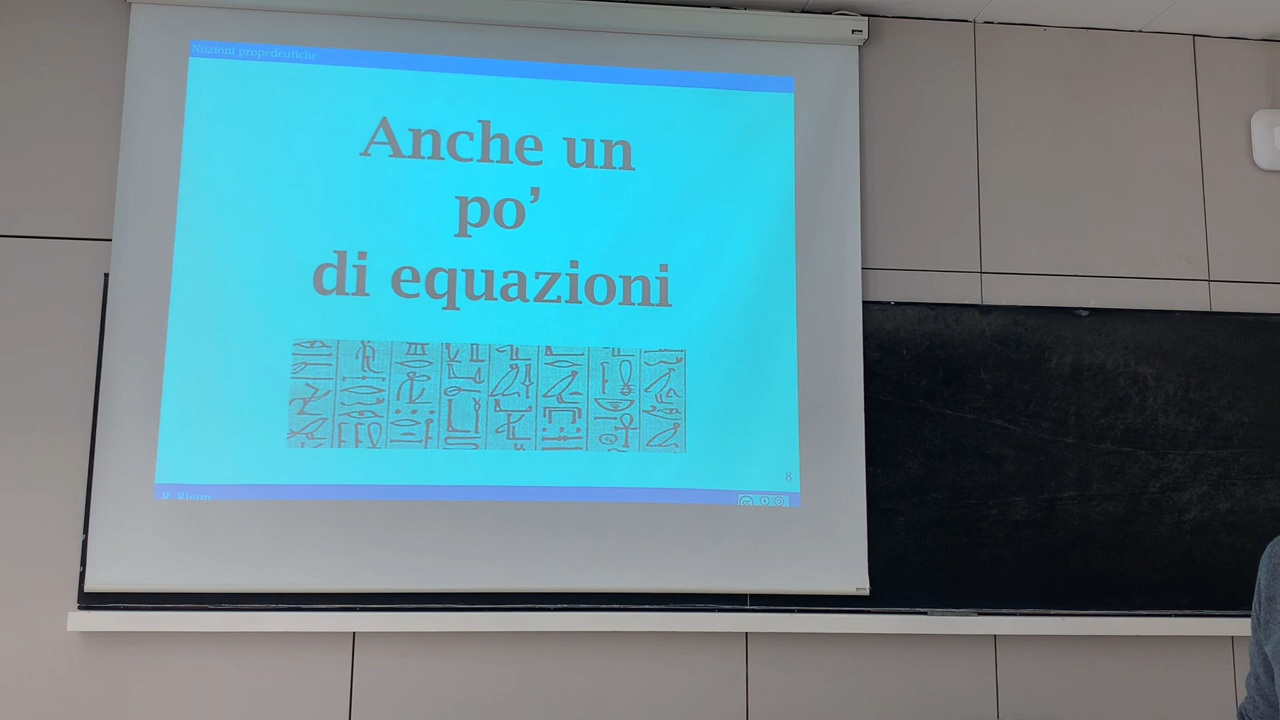 Nozioni propedeutiche
Anche un
po’
di equazioni
8